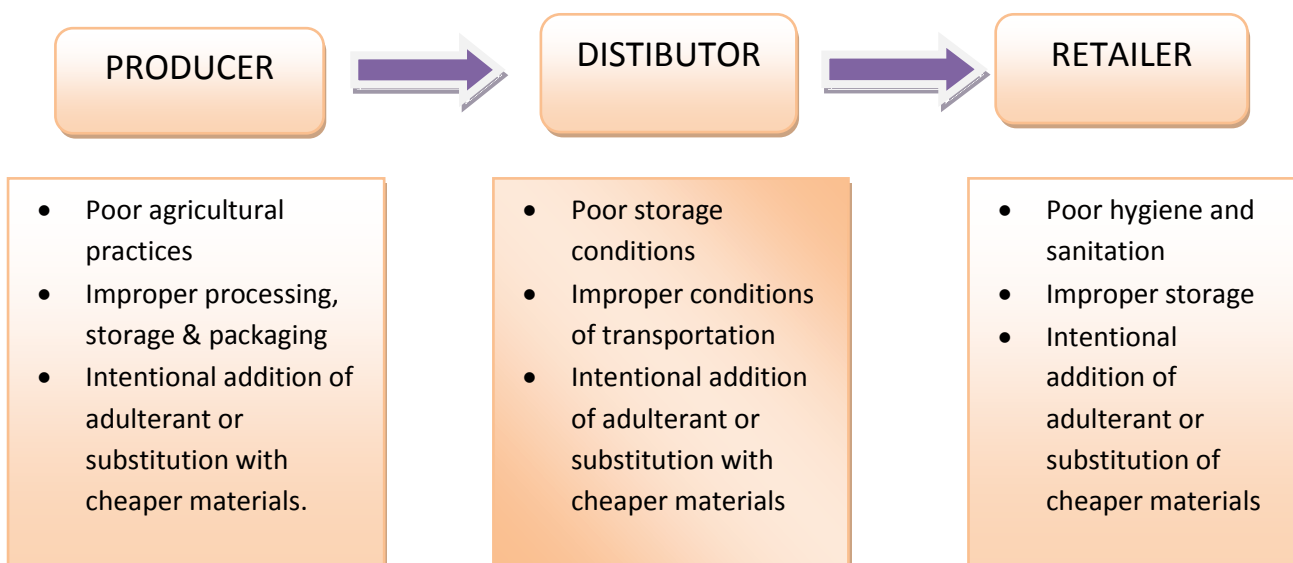 PRODUCER
DISTIBUTOR
RETAILER
• Poor agricultural
practices
• Improper processing,
storage & packaging
• Intentional addition of
adulterant or
substitution with
cheaper materials.
• Poor storage
conditions
• Improper conditions
of transportation
• Intentional addition
of adulterant or
substitution with
cheaper materials
• Poor hygiene and
sanitation
• Improper storage
• Intentional
addition of
adulterant or
substitution of
cheaper materials